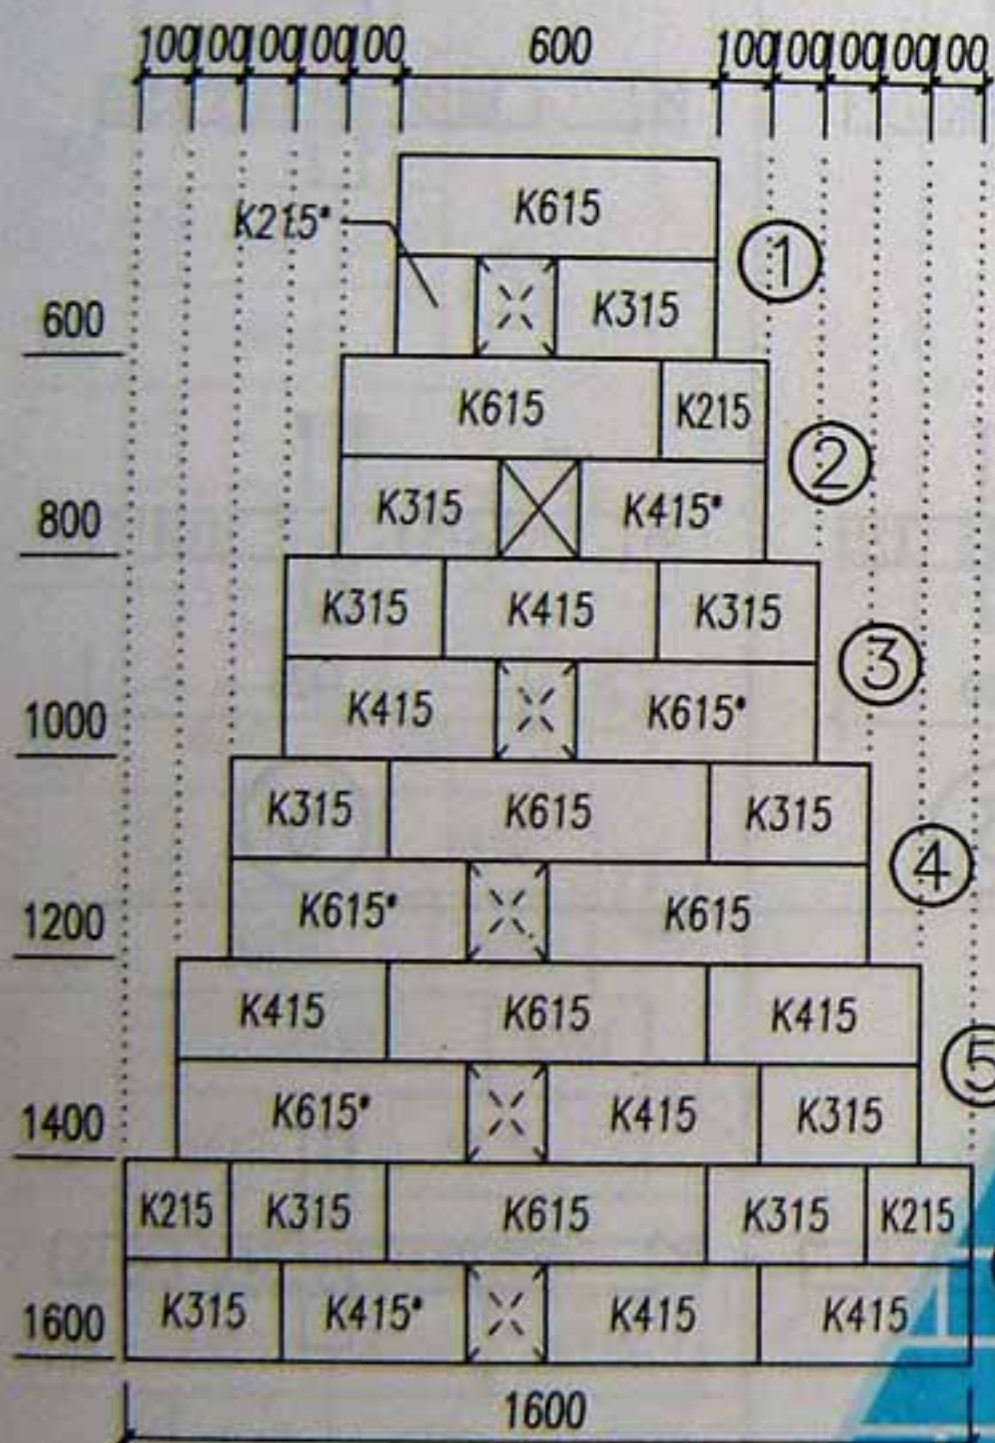 100 100 100 100 100 600 100 100 100 100 100
K615
K215* ①
600 K315
K615 K215
②
800 K315 K415*
K315 K415 K315
③
1000 K415 K615*
K315 K615 K315
④
1200 K615* K615
K415 K615 K415
⑤
1400 K615* K415 K315
K215 K315 K615 K315 K215
1600 K315 K415* K415 K415
1600